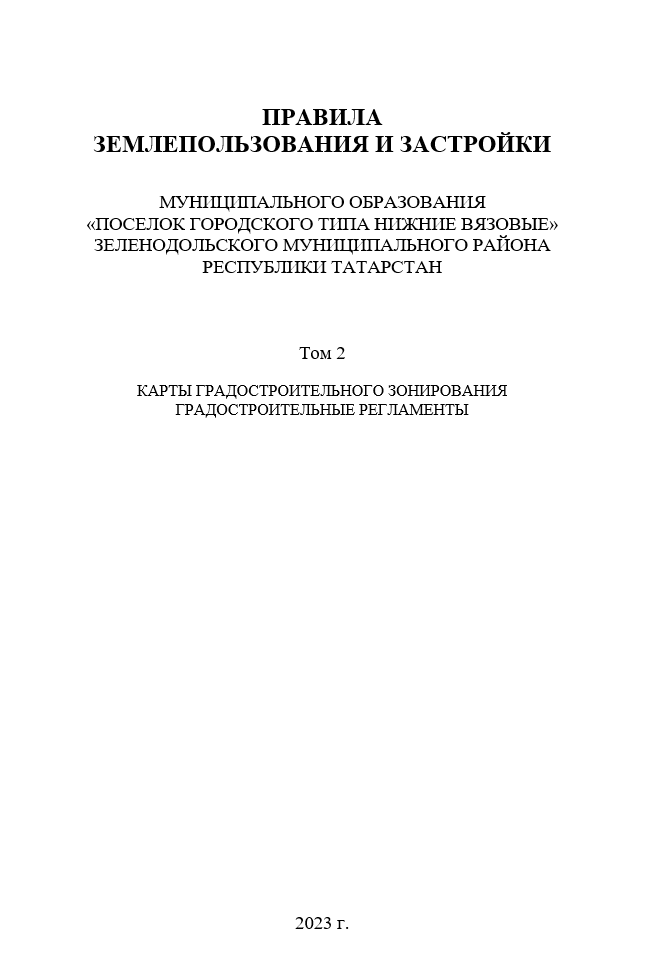 ПРАВИЛА
ЗЕМЛЕПОЛЬЗОВАНИЯ И ЗАСТРОЙКИ
МУНИЦИПАЛЬНОГО ОБРАЗОВАНИЯ
«ПОСЕЛОК ГОРОДСКОГО ТИПА НИЖНИЕ ВЯЗОВЫЕ»
ЗЕЛЕНОДОЛЬСКОГО МУНИЦИПАЛЬНОГО РАЙОНА
РЕСПУБЛИКИ ТАТАРСТАН
Том 2
КАРТЫ ГРАДОСТРОИТЕЛЬНОГО ЗОНИРОВАНИЯ
ГРАДОСТРОИТЕЛЬНЫЕ РЕГЛАМЕНТЫ
2023 г.